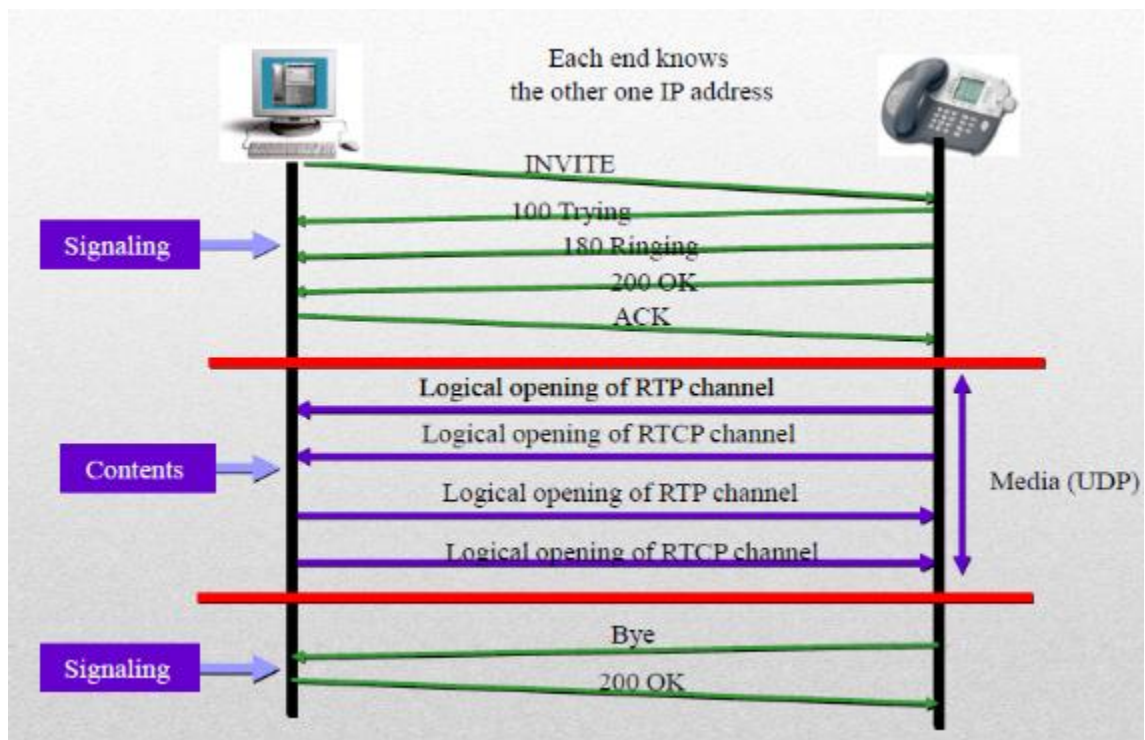 Each end knows
the other one IP address
INVITE
100 Trying
Signaling
180 Ringing
200 OK
ACK
Logical opening of RTP channel
Logical opening of RTCP channel
Contents
Media (UDP)
Logical opening of RTP channel
Logical opening of RTCP channel
Bye
Signaling
200 OK